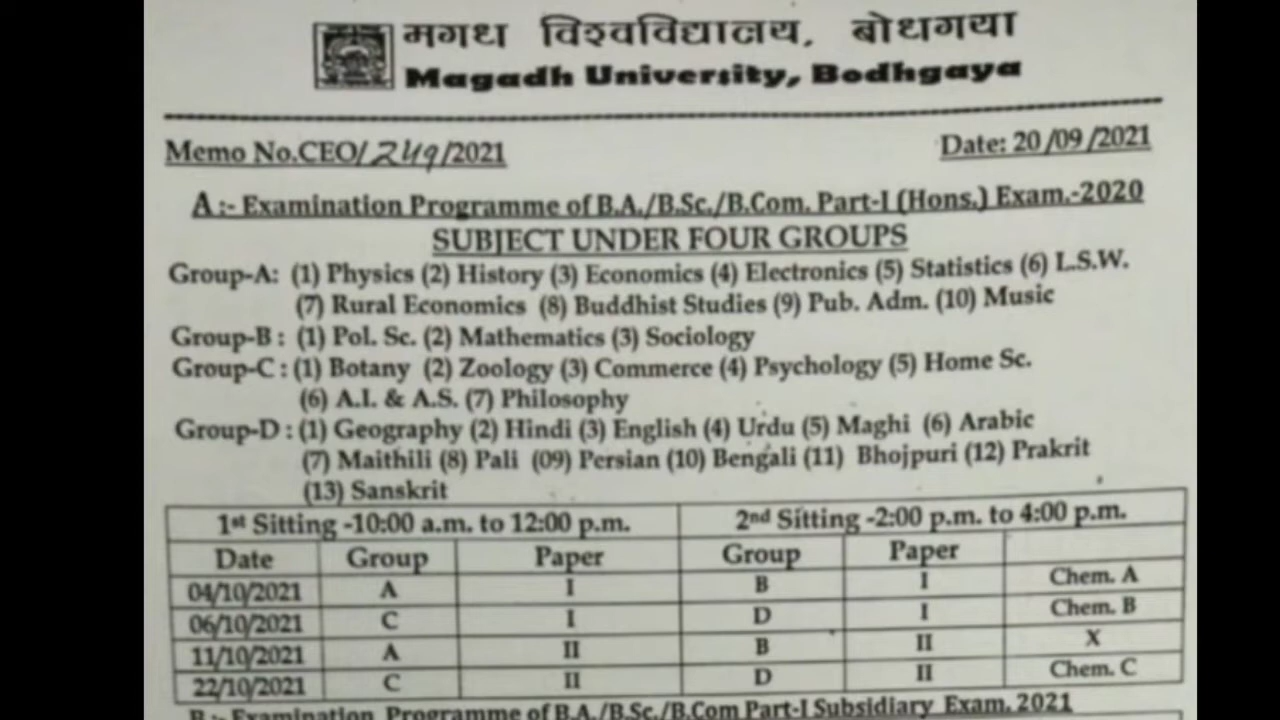 मगध विश्वविद्यालय, बोधगया
Magadh University, Bodhgaya
Memo No.CEO/249/2021 Date: 20/09/2021
A:- Examination Programme of B.A./B.Sc./B.Com. Part-I (Hons.) Exam.-2020
SUBJECT UNDER FOUR GROUPS
Group-A: (1) Physics (2) History (3) Economics (4) Electronics (5) Statistics (6) L.S.W.
(7) Rural Economics (8) Buddhist Studies (9) Pub. Adm. (10) Music
Group-B : (1) Pol. Sc. (2) Mathematics (3) Sociology
Group-C : (1) Botany (2) Zoology (3) Commerce (4) Psychology (5) Home Sc.
(6) A.I. & A.S. (7) Philosophy
Group-D : (1) Geography (2) Hindi (3) English (4) Urdu (5) Maghi (6) Arabic
(7) Maithili (8) Pali (09) Persian (10) Bengali (11) Bhojpuri (12) Prakrit
(13) Sanskrit
1st Sitting -10:00 a.m. to 12:00 p.m. 2nd Sitting -2:00 p.m. to 4:00 p.m.
Date Group Paper Group Paper
04/10/2021 A I B I Chem. A
06/10/2021 C I D I Chem. B
11/10/2021 A II B II X
22/10/2021 C II D II Chem. C
B:- Examination Programme of B.A./B.Sc./B.Com Part-I Subsidiary Exam. 2021